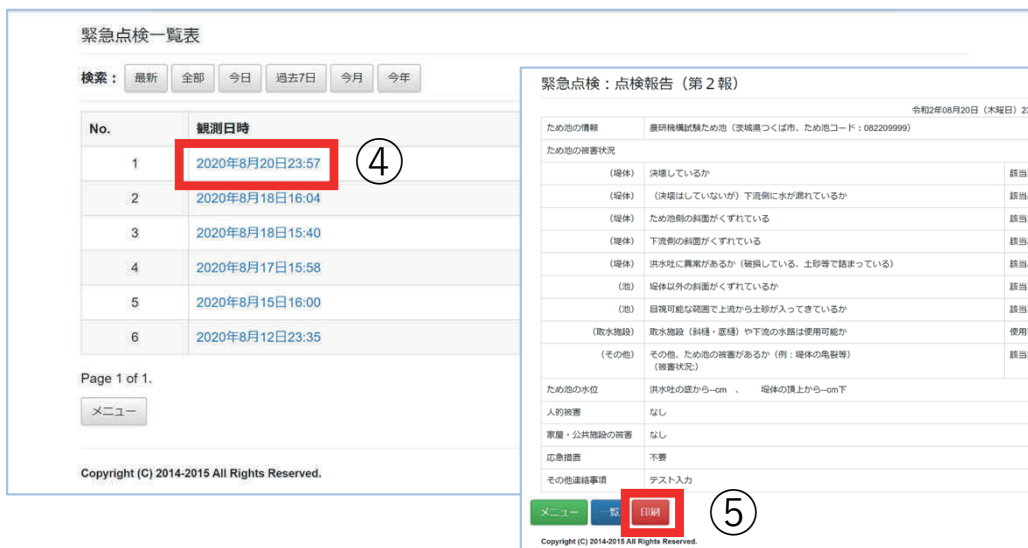 緊急点検一覧表
検索： 最新 全部 今日 過去7日 今月 今年
No. 観測日時
1 2020年8月20日23:57
④
2 2020年8月18日16:04
3 2020年8月18日15:40
4 2020年8月17日15:58
5 2020年8月15日16:00
6 2020年8月12日23:35
Page 1 of 1.
メニュー
Copyright (C) 2014-2015 All Rights Reserved.
緊急点検：点検報告（第２報）
令和2年08月20日（木曜日）23
ため池の情報 農研機構試験ため池（茨城県つくば市、ため池コード：082209999）
ため池の被害状況
（堤体） 決壊しているか 該当
（堤体） （決壊はしていないが）下流側に水が漏れているか 該当
（堤体） ため池側の斜面がくずれている 該当
（堤体） 下流側の斜面がくずれている 該当
（堤体） 洪水吐に異常があるか（破損している、土砂等で詰まっている） 該当
（池） 堤体以外の斜面がくずれているか 該当
（池） 目視可能な範囲で上流から土砂が入ってきているか 該当
（取水施設） 取水施設（斜樋・底樋）や下流の水路は使用可能か 使用
（その他） その他、ため池の被害があるか（例：堤体の亀裂等） 該当
（被害状況:）
ため池の水位 洪水吐の底から--cm 、 堤体の頂上から--cm下
人的被害 なし
家屋・公共施設の被害 なし
応急措置 不要
その他連絡事項 テスト入力
メニュー 一覧 印刷
⑤
Copyright (C) 2014-2015 All Rights Reserved.